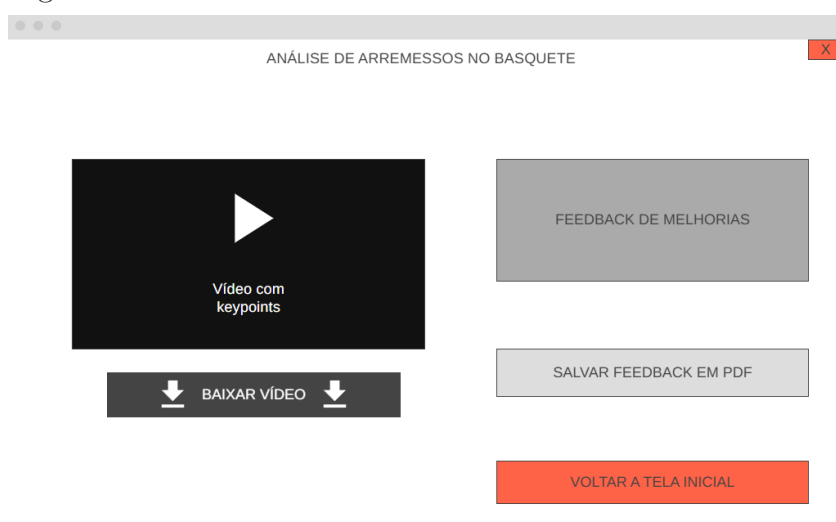 ANÁLISE DE ARREMESSOS NO BASQUETE
X
Vídeo com
keypoints
BAIXAR VÍDEO
FEEDBACK DE MELHORIAS
SALVAR FEEDBACK EM PDF
VOLTAR A TELA INICIAL